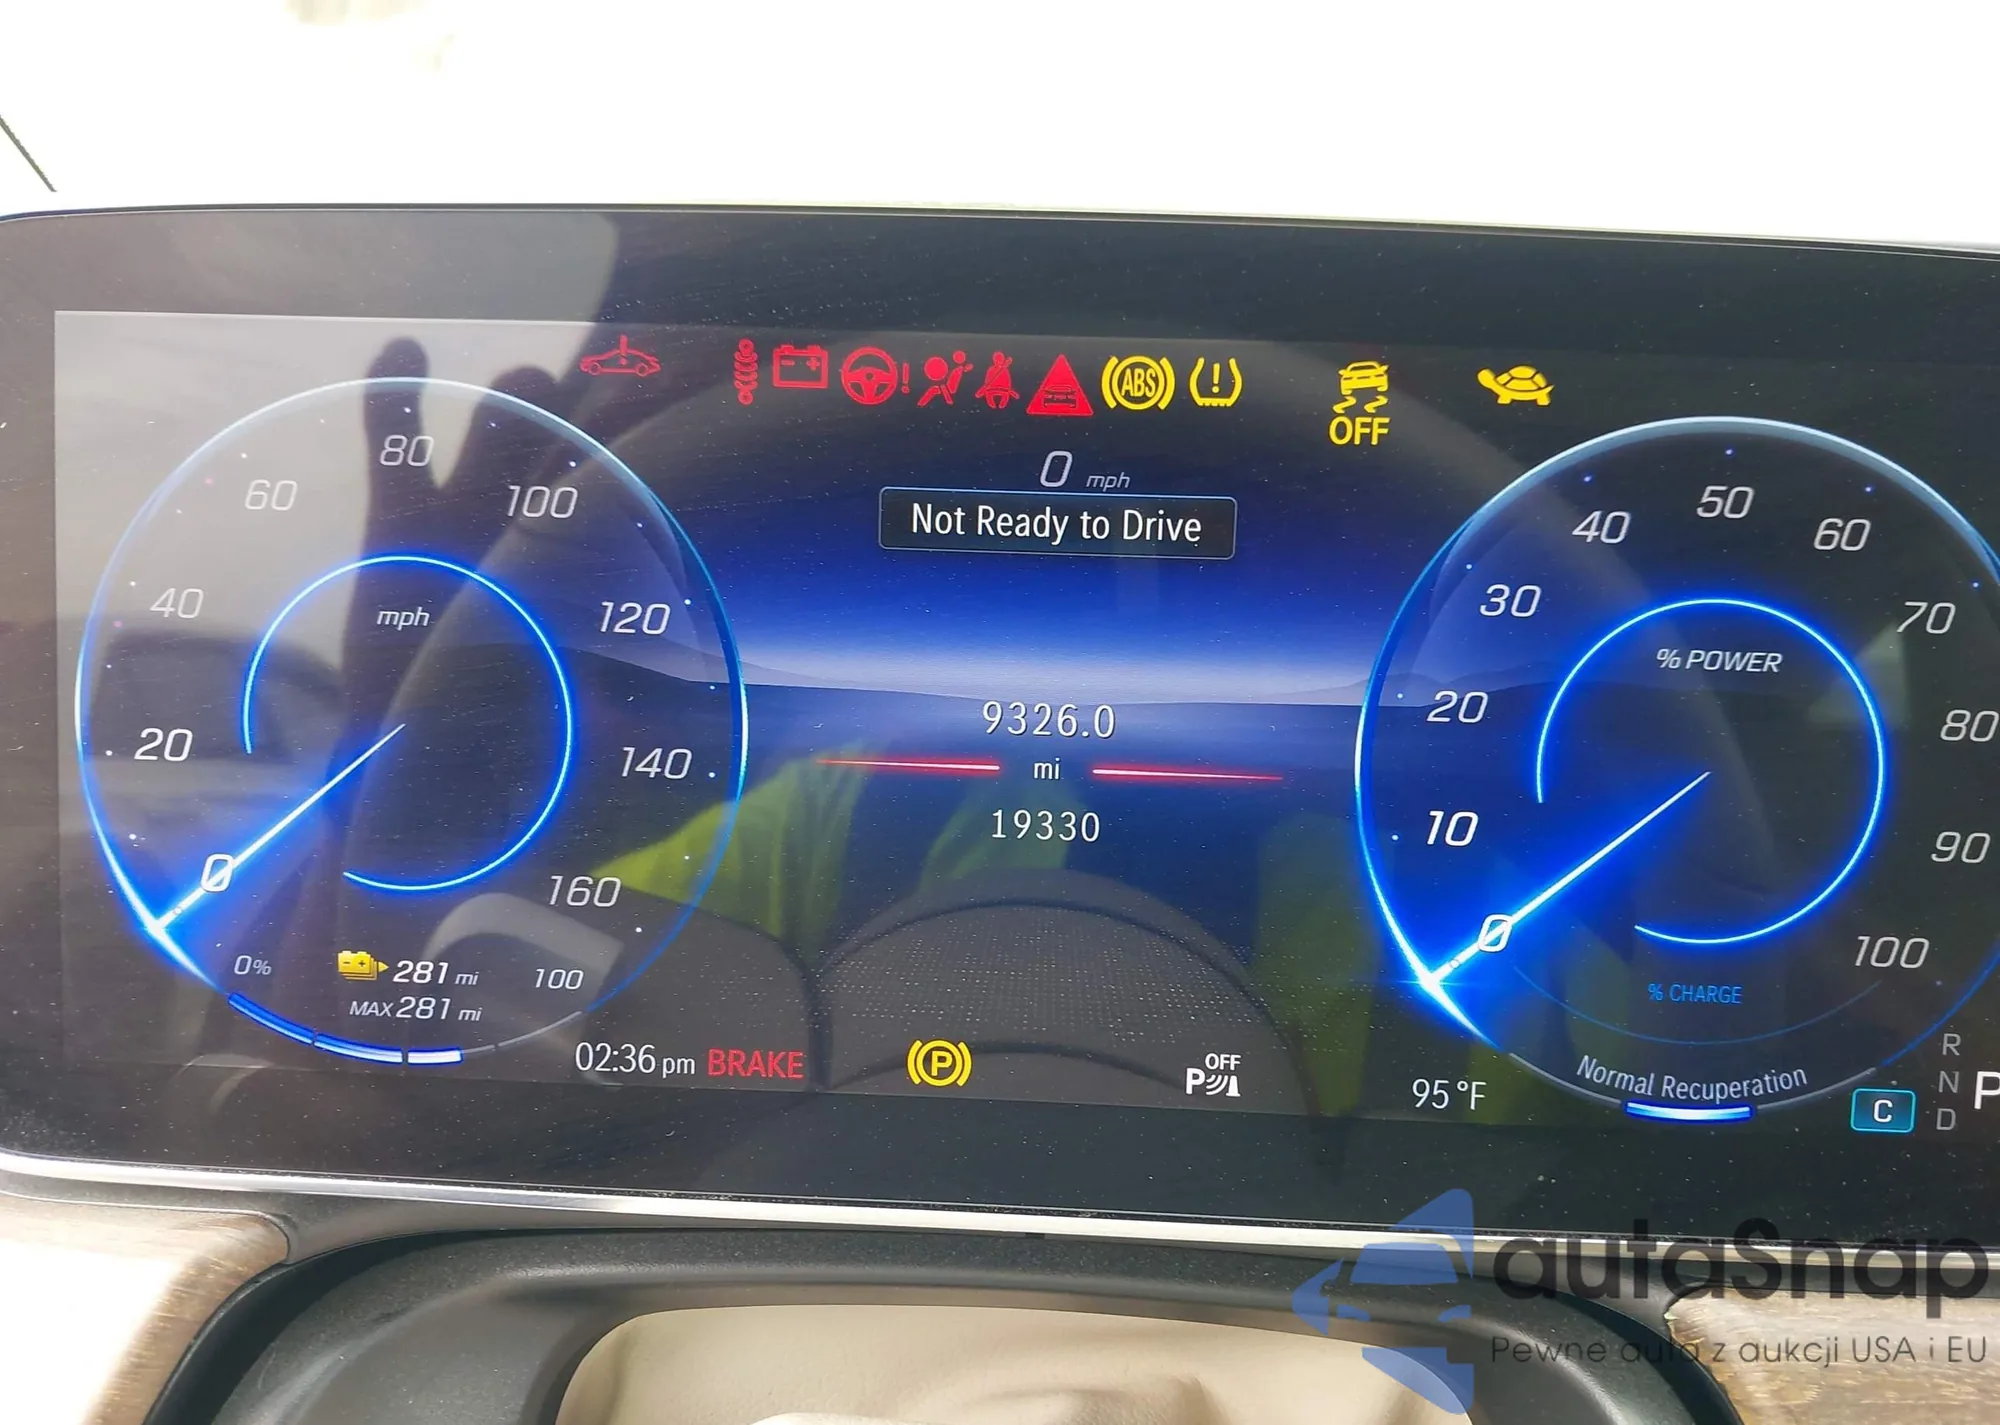 ABS
OFF
0 mph
Not Ready to Drive
0
20
40
60
80
100
120
140
160
mph
0% 281 mi 100
MAX 281 mi
9326.0
mi
19330
0
10
20
30
40
50
60
70
80
90
100
% POWER
% CHARGE
Normal Recuperation
02:36 pm BRAKE
P
OFF
P
95 °F
C
R
N
D
P
autoSnap
Pewne auta z aukcji USA i EU